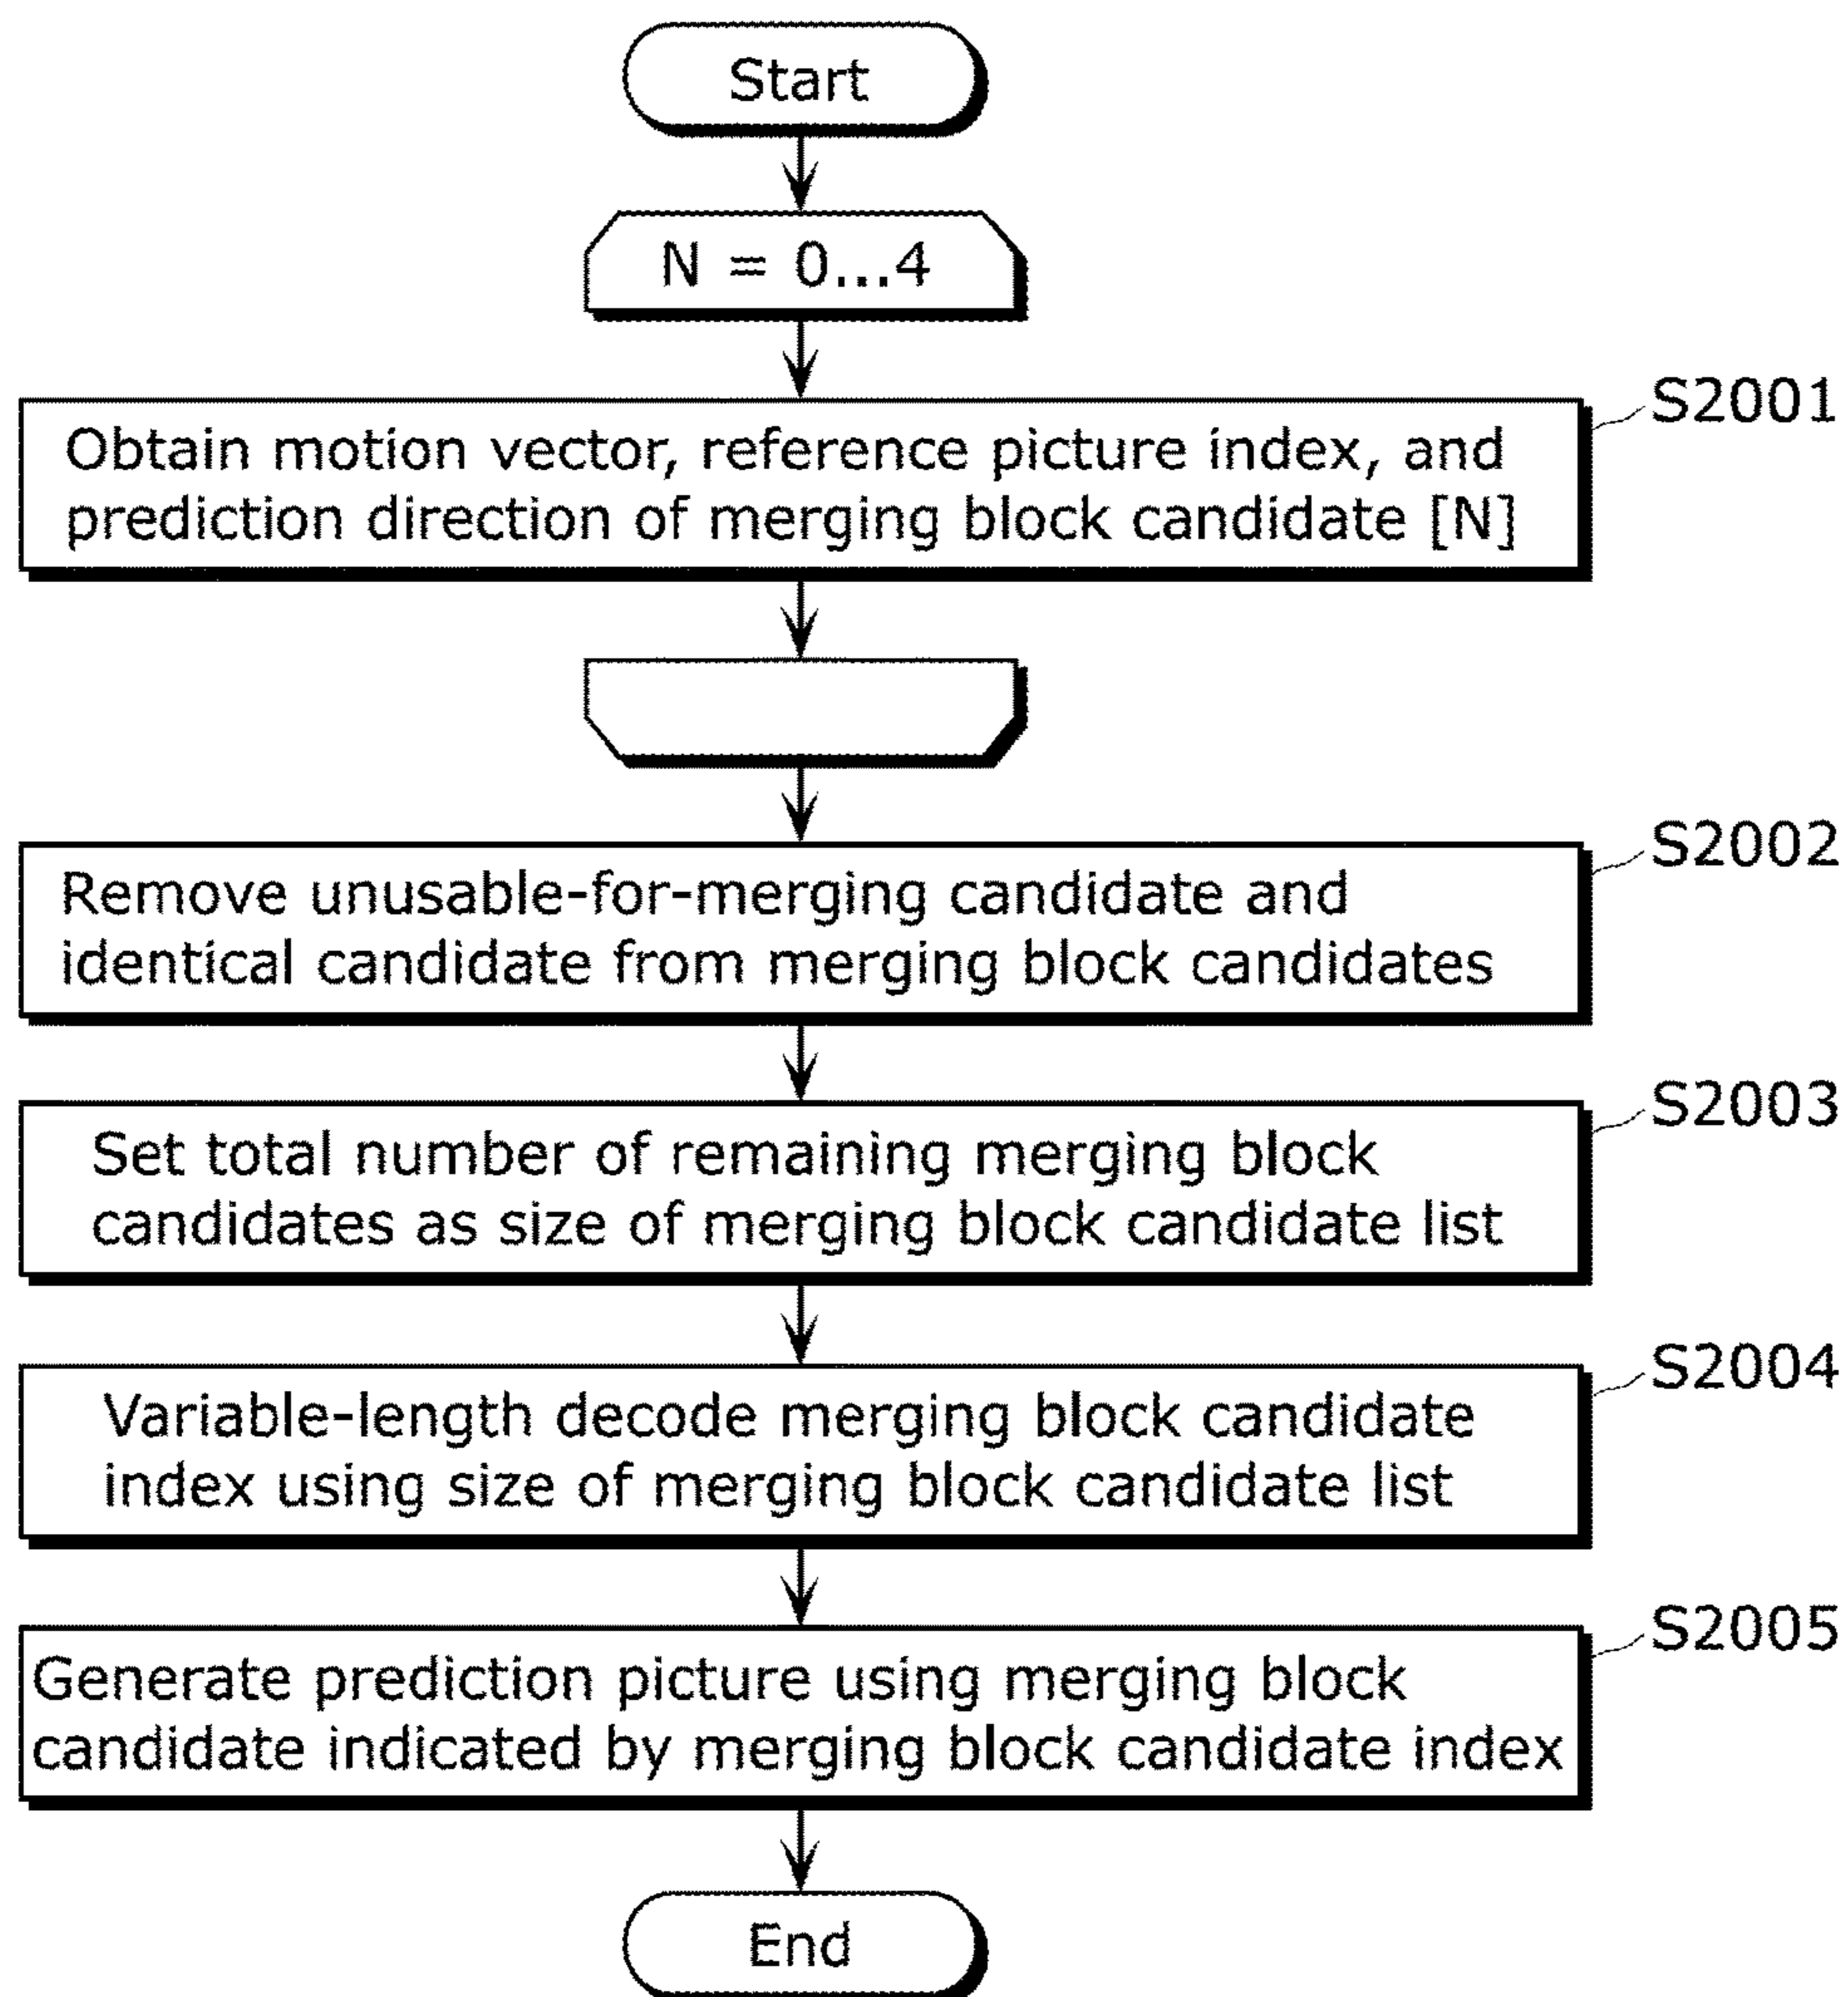 Start
N = 0...4
S2001
Obtain motion vector, reference picture index, and
prediction direction of merging block candidate [N]
S2002
Remove unusable-for-merging candidate and
identical candidate from merging block candidates
S2003
Set total number of remaining merging block
candidates as size of merging block candidate list
S2004
Variable-length decode merging block candidate
index using size of merging block candidate list
S2005
Generate prediction picture using merging block
candidate indicated by merging block candidate index
End